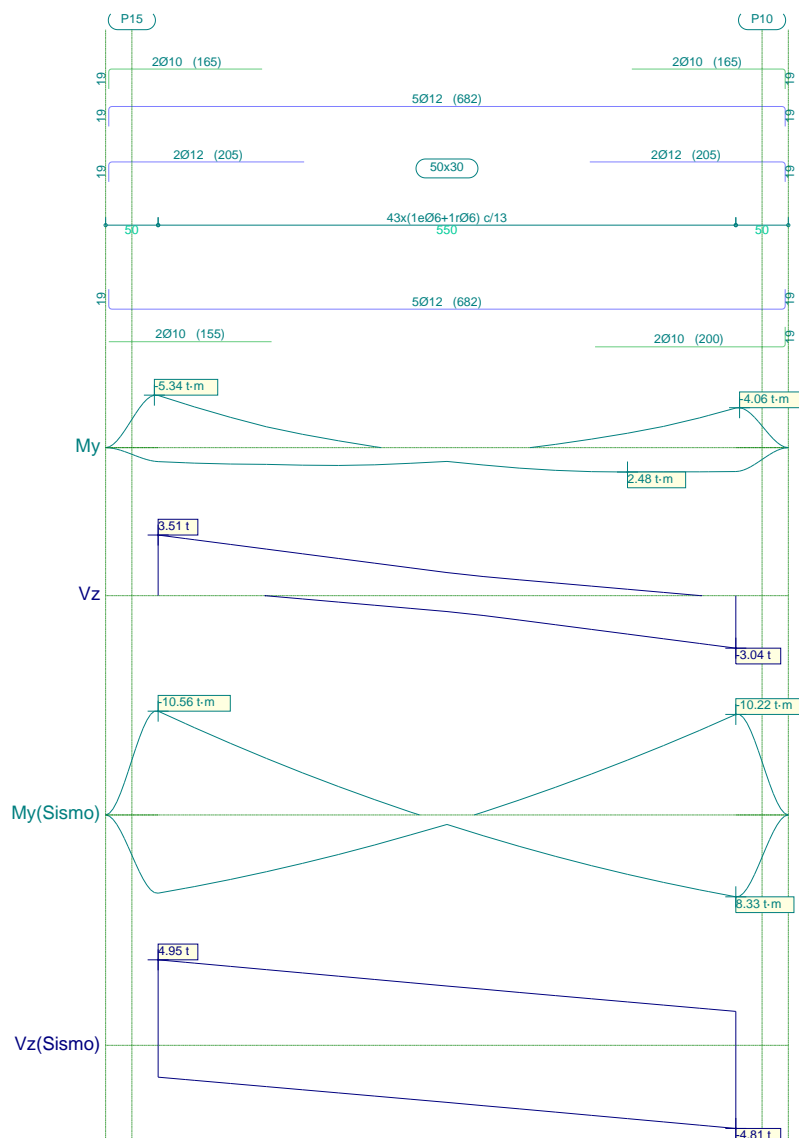 P15
P10
2Ø10 (165)
2Ø10 (165)
19
19
5Ø12 (682)
19
19
2Ø12 (205)
50x30
2Ø12 (205)
19
19
43x(1eØ6+1rØ6) c/13
50
550
50
19
5Ø12 (682)
19
2Ø10 (155)
2Ø10 (200)
19
-5.34 t·m
-4.06 t·m
My
2.48 t·m
3.51 t
Vz
-3.04 t
-10.56 t·m
-10.22 t·m
My(Sismo)
8.33 t·m
4.95 t
Vz(Sismo)
-4.81 t